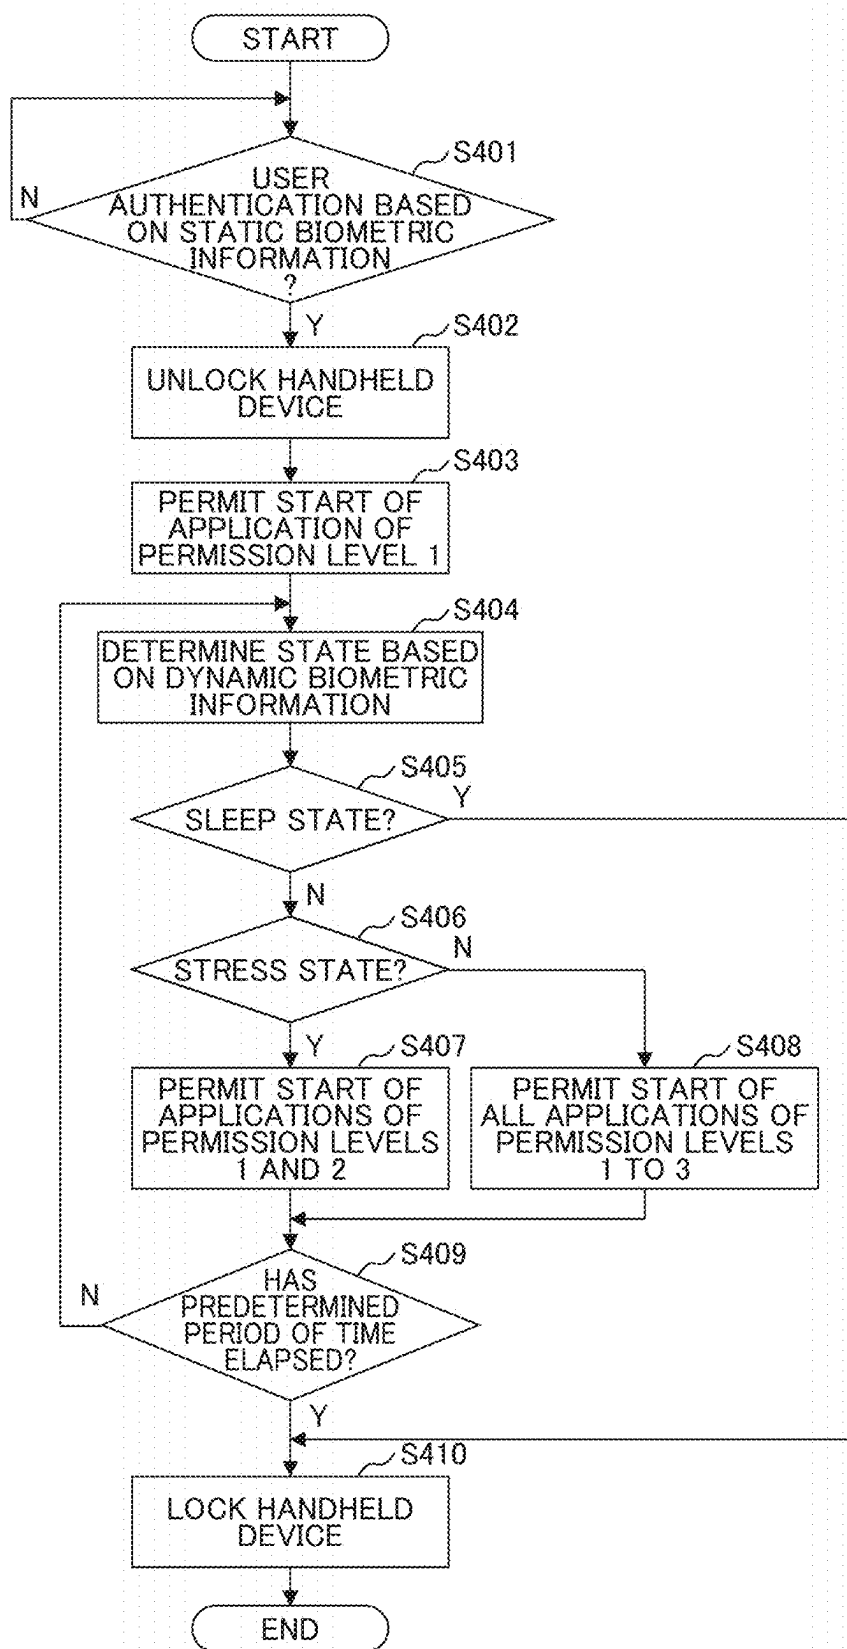 START
S401
N
USER
AUTHENTICATION BASED
ON STATIC BIOMETRIC
INFORMATION
?
Y
S402
UNLOCK HANDHELD
DEVICE
S403
PERMIT START OF
APPLICATION OF
PERMISSION LEVEL 1
S404
DETERMINE STATE BASED
ON DYNAMIC BIOMETRIC
INFORMATION
S405
Y
SLEEP STATE?
N
S406
N
STRESS STATE?
Y
S407
PERMIT START OF
APPLICATIONS OF
PERMISSION LEVELS
1 AND 2
S408
PERMIT START OF
ALL APPLICATIONS OF
PERMISSION LEVELS
1 TO 3
S409
N
HAS
PREDETERMINED
PERIOD OF TIME
ELAPSED?
Y
S410
LOCK HANDHELD
DEVICE
END